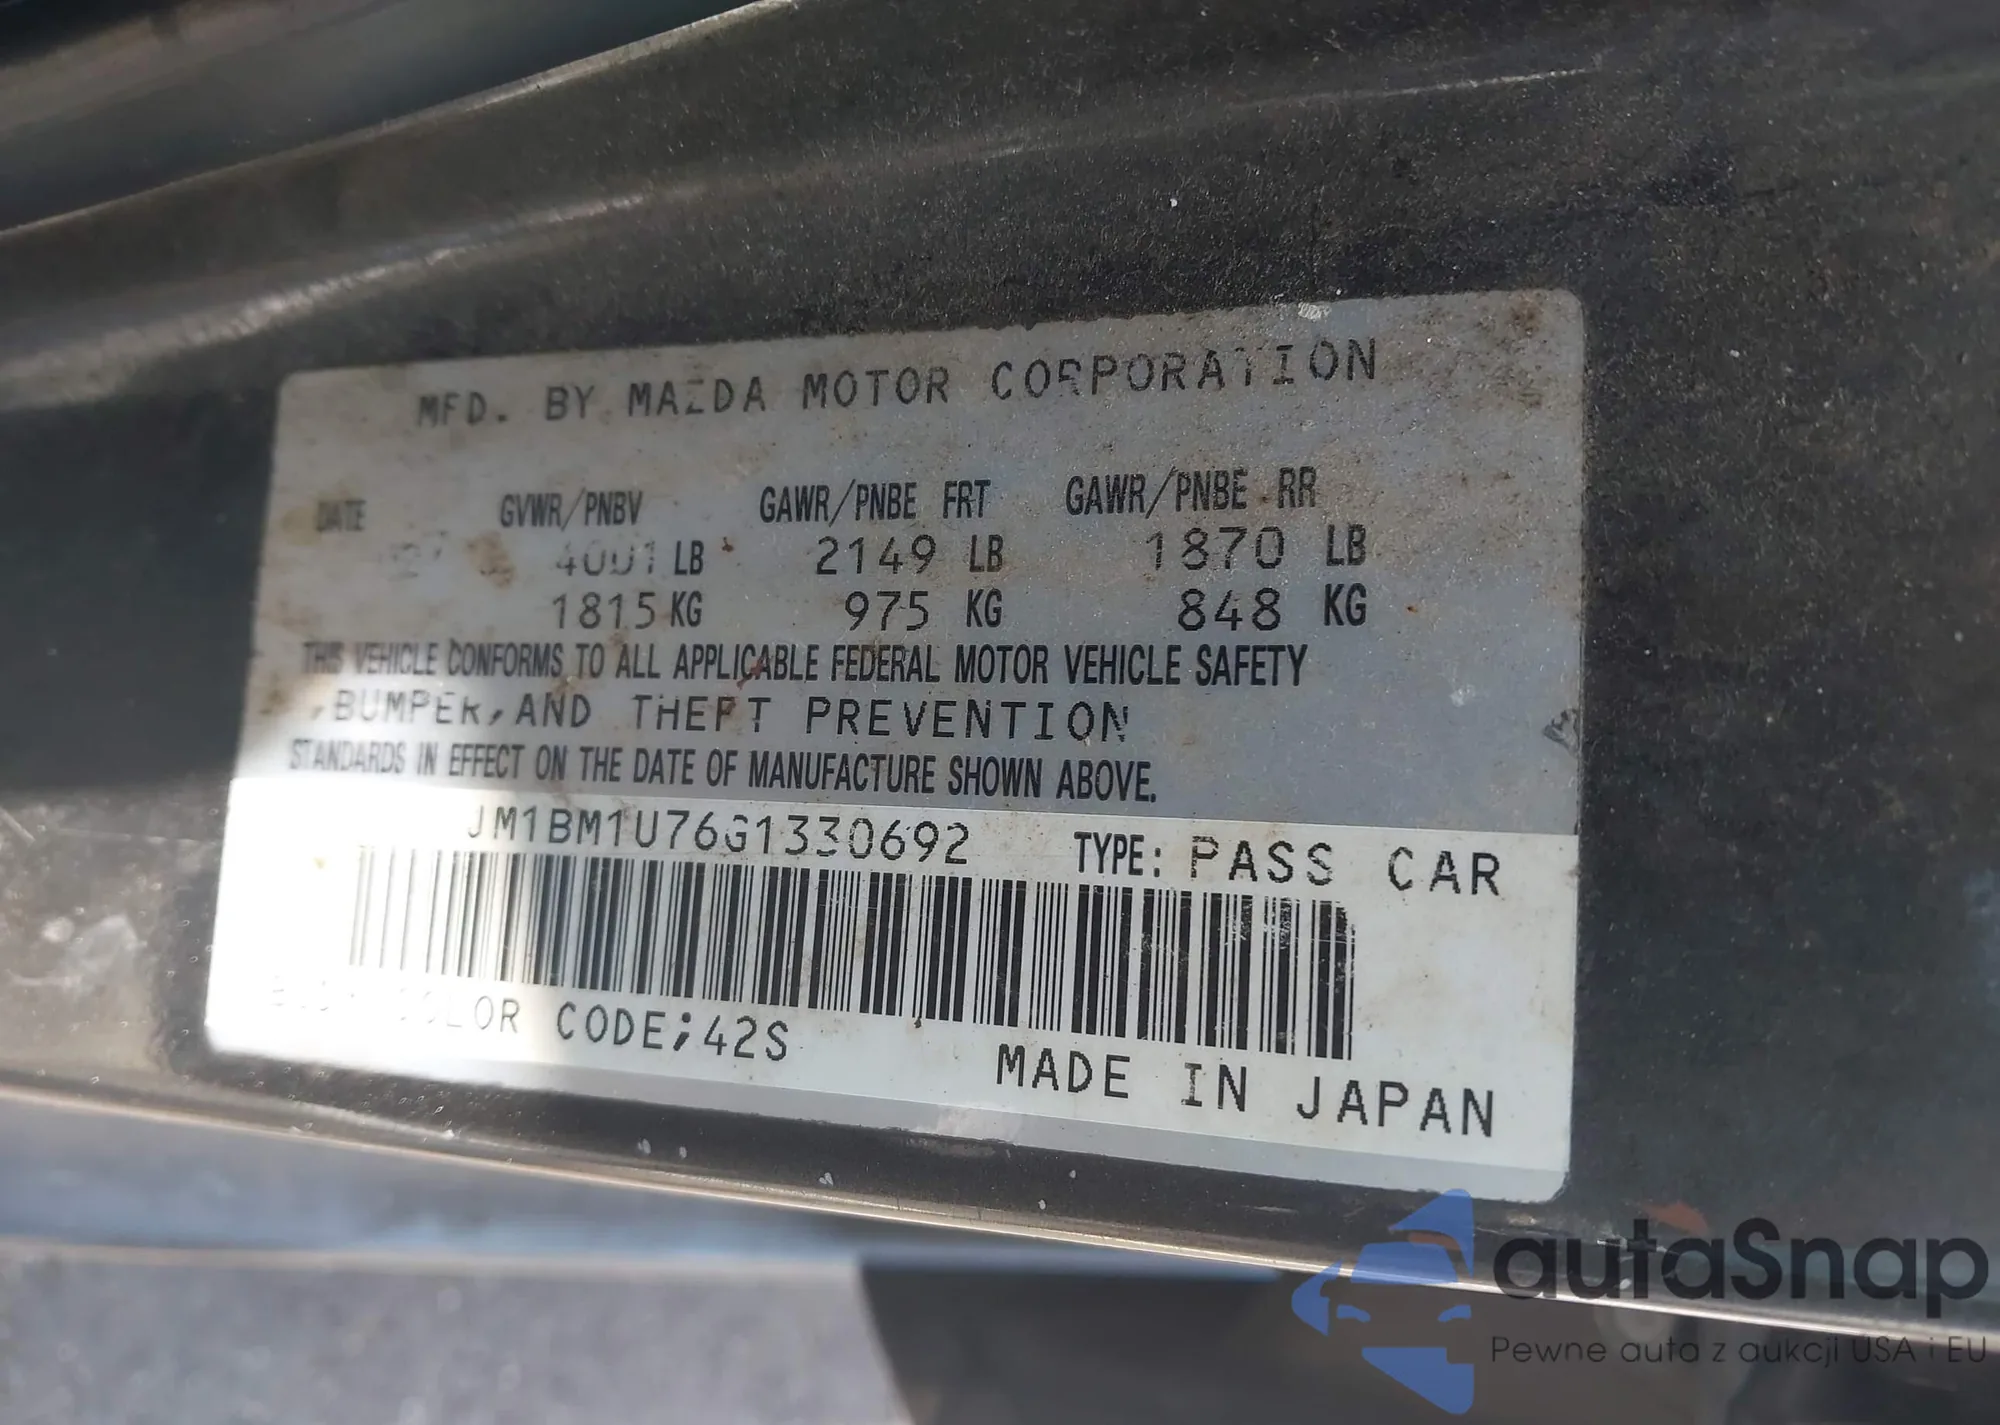 MFD. BY MAZDA MOTOR CORPORATION
DATE GVWR/PNBV GAWR/PNBE FRT GAWR/PNBE RR
4001 LB 2149 LB 1870 LB
1815 KG 975 KG 848 KG
THIS VEHICLE CONFORMS TO ALL APPLICABLE FEDERAL MOTOR VEHICLE SAFETY
,BUMPER,AND THEFT PREVENTION
STANDARDS IN EFFECT ON THE DATE OF MANUFACTURE SHOWN ABOVE.
JM1BM1U76G1330692 TYPE: PASS CAR
COLOR CODE;42S
MADE IN JAPAN
autaSnap
Pewne auta z aukcji USA i EU